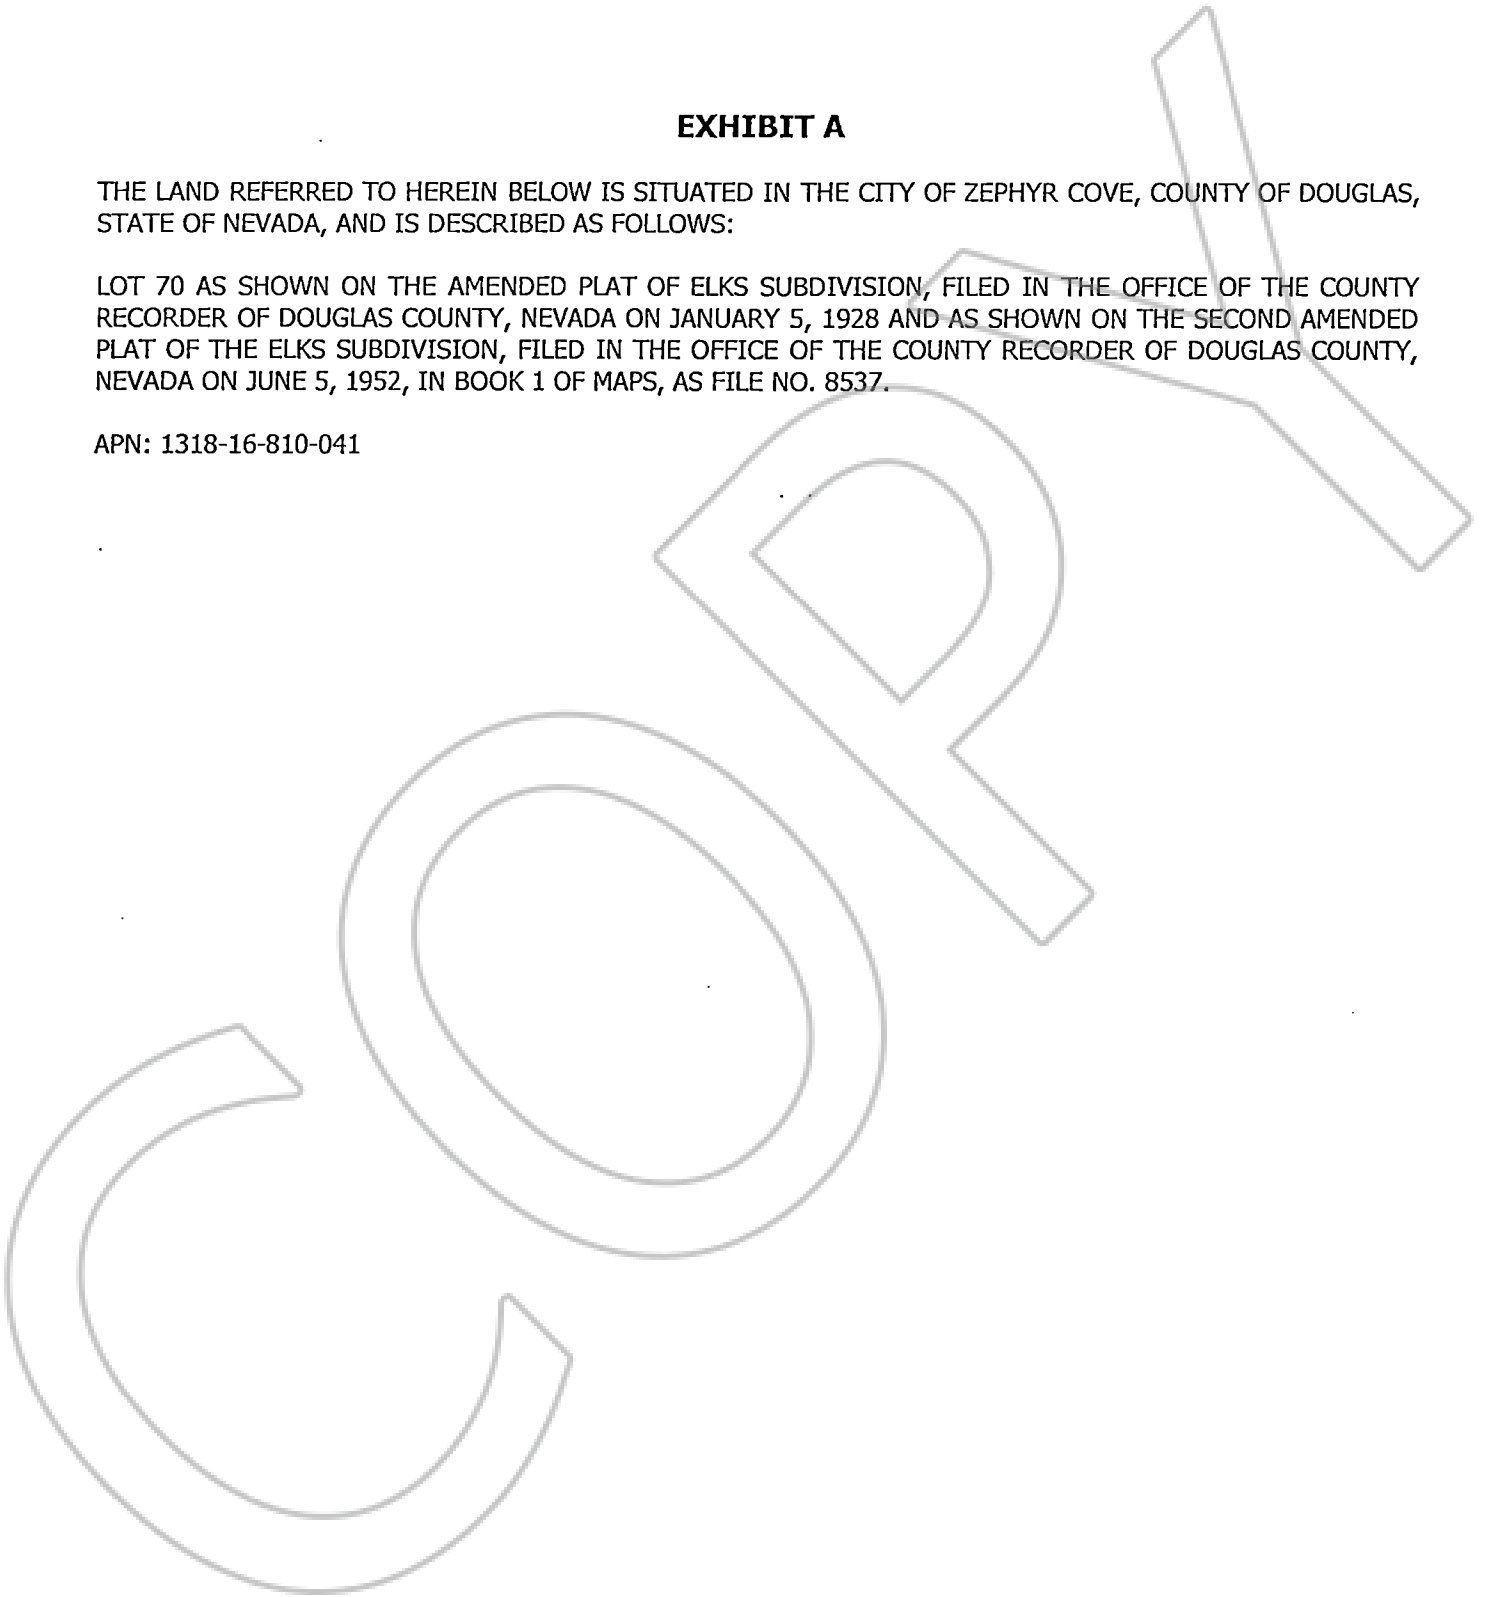 EXHIBIT A
THE LAND REFERRED TO HEREIN BELOW IS SITUATED IN THE CITY OF ZEPHYR COVE, COUNTY OF DOUGLAS,
STATE OF NEVADA, AND IS DESCRIBED AS FOLLOWS:
LOT 70 AS SHOWN ON THE AMENDED PLAT OF ELKS SUBDIVISION, FILED IN THE OFFICE OF THE COUNTY
RECORDER OF DOUGLAS COUNTY, NEVADA ON JANUARY 5, 1928 AND AS SHOWN ON THE SECOND AMENDED
PLAT OF THE ELKS SUBDIVISION, FILED IN THE OFFICE OF THE COUNTY RECORDER OF DOUGLAS COUNTY,
NEVADA ON JUNE 5, 1952, IN BOOK 1 OF MAPS, AS FILE NO. 8537.
APN: 1318-16-810-041
COPY